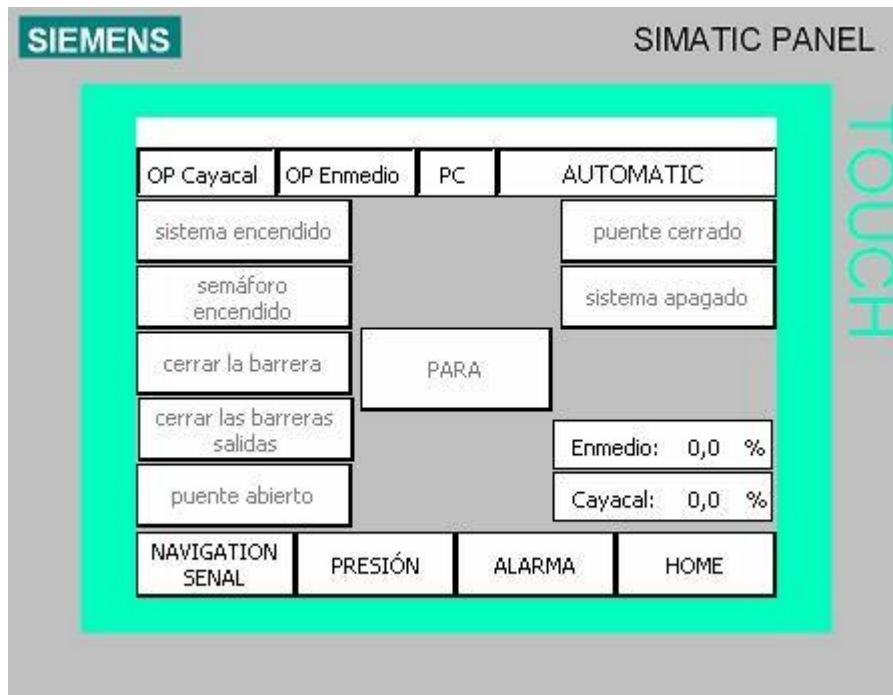 SIEMENS
SIMATIC PANEL
TOUCH
OP Cayacal
OP Enmedio
PC
AUTOMATIC
sistema encendido
puente cerrado
semáforo
encendido
sistema apagado
cerrar la barrera
PARA
cerrar las barreras
salidas
Enmedio: 0,0 %
puente abierto
Cayacal: 0,0 %
NAVIGATION
SENAL
PRESIÓN
ALARMA
HOME